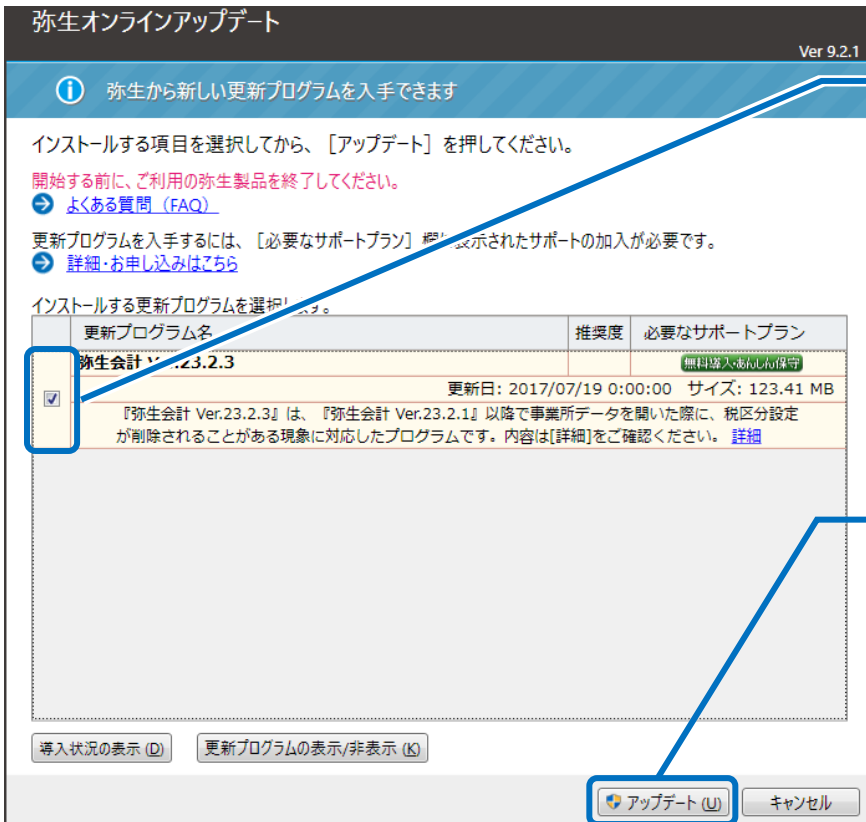 弥生オンラインアップデート
Ver 9.2.1
弥生から新しい更新プログラムを入手できます
インストールする項目を選択してから、［アップデート］を押してください。
開始する前に、ご利用の弥生製品を終了してください。
よくある質問（FAQ）
更新プログラムを入手するには、［必要なサポートプラン］欄に表示されたサポートの加入が必要です。
詳細・お申し込みはこちら
インストールする更新プログラムを選択します。
更新プログラム名 推奨度 必要なサポートプラン
弥生会計 Ver.23.2.3 無料導入・あんしん保守
更新日: 2017/07/19 0:00:00 サイズ: 123.41 MB
『弥生会計 Ver.23.2.3』は、『弥生会計 Ver.23.2.1』以降で事業所データを開いた際に、税区分設定
が削除されることがある現象に対応したプログラムです。内容は[詳細]をご確認ください。 詳細
導入状況の表示 (D) 更新プログラムの表示/非表示 (K)
アップデート (U) キャンセル